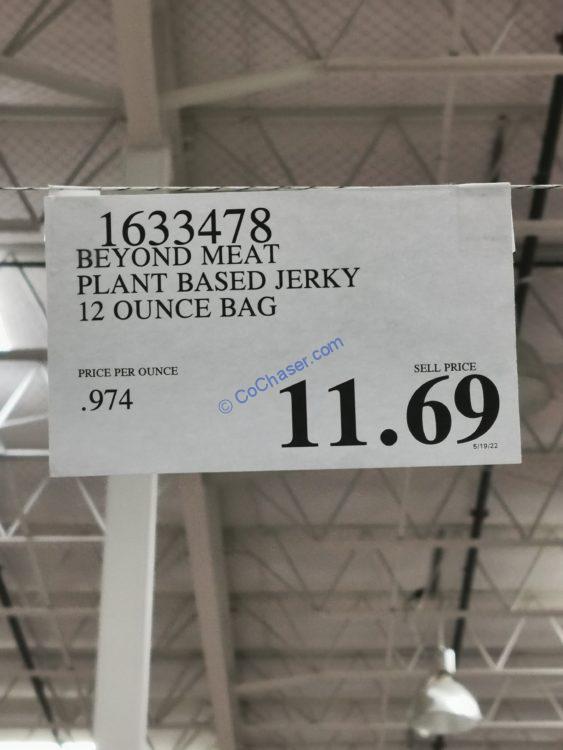 1633478
BEYOND MEAT
PLANT BASED JERKY
12 OUNCE BAG
PRICE PER OUNCE
.974
SELL PRICE
11.69
5/19/22
© CoChaser.com